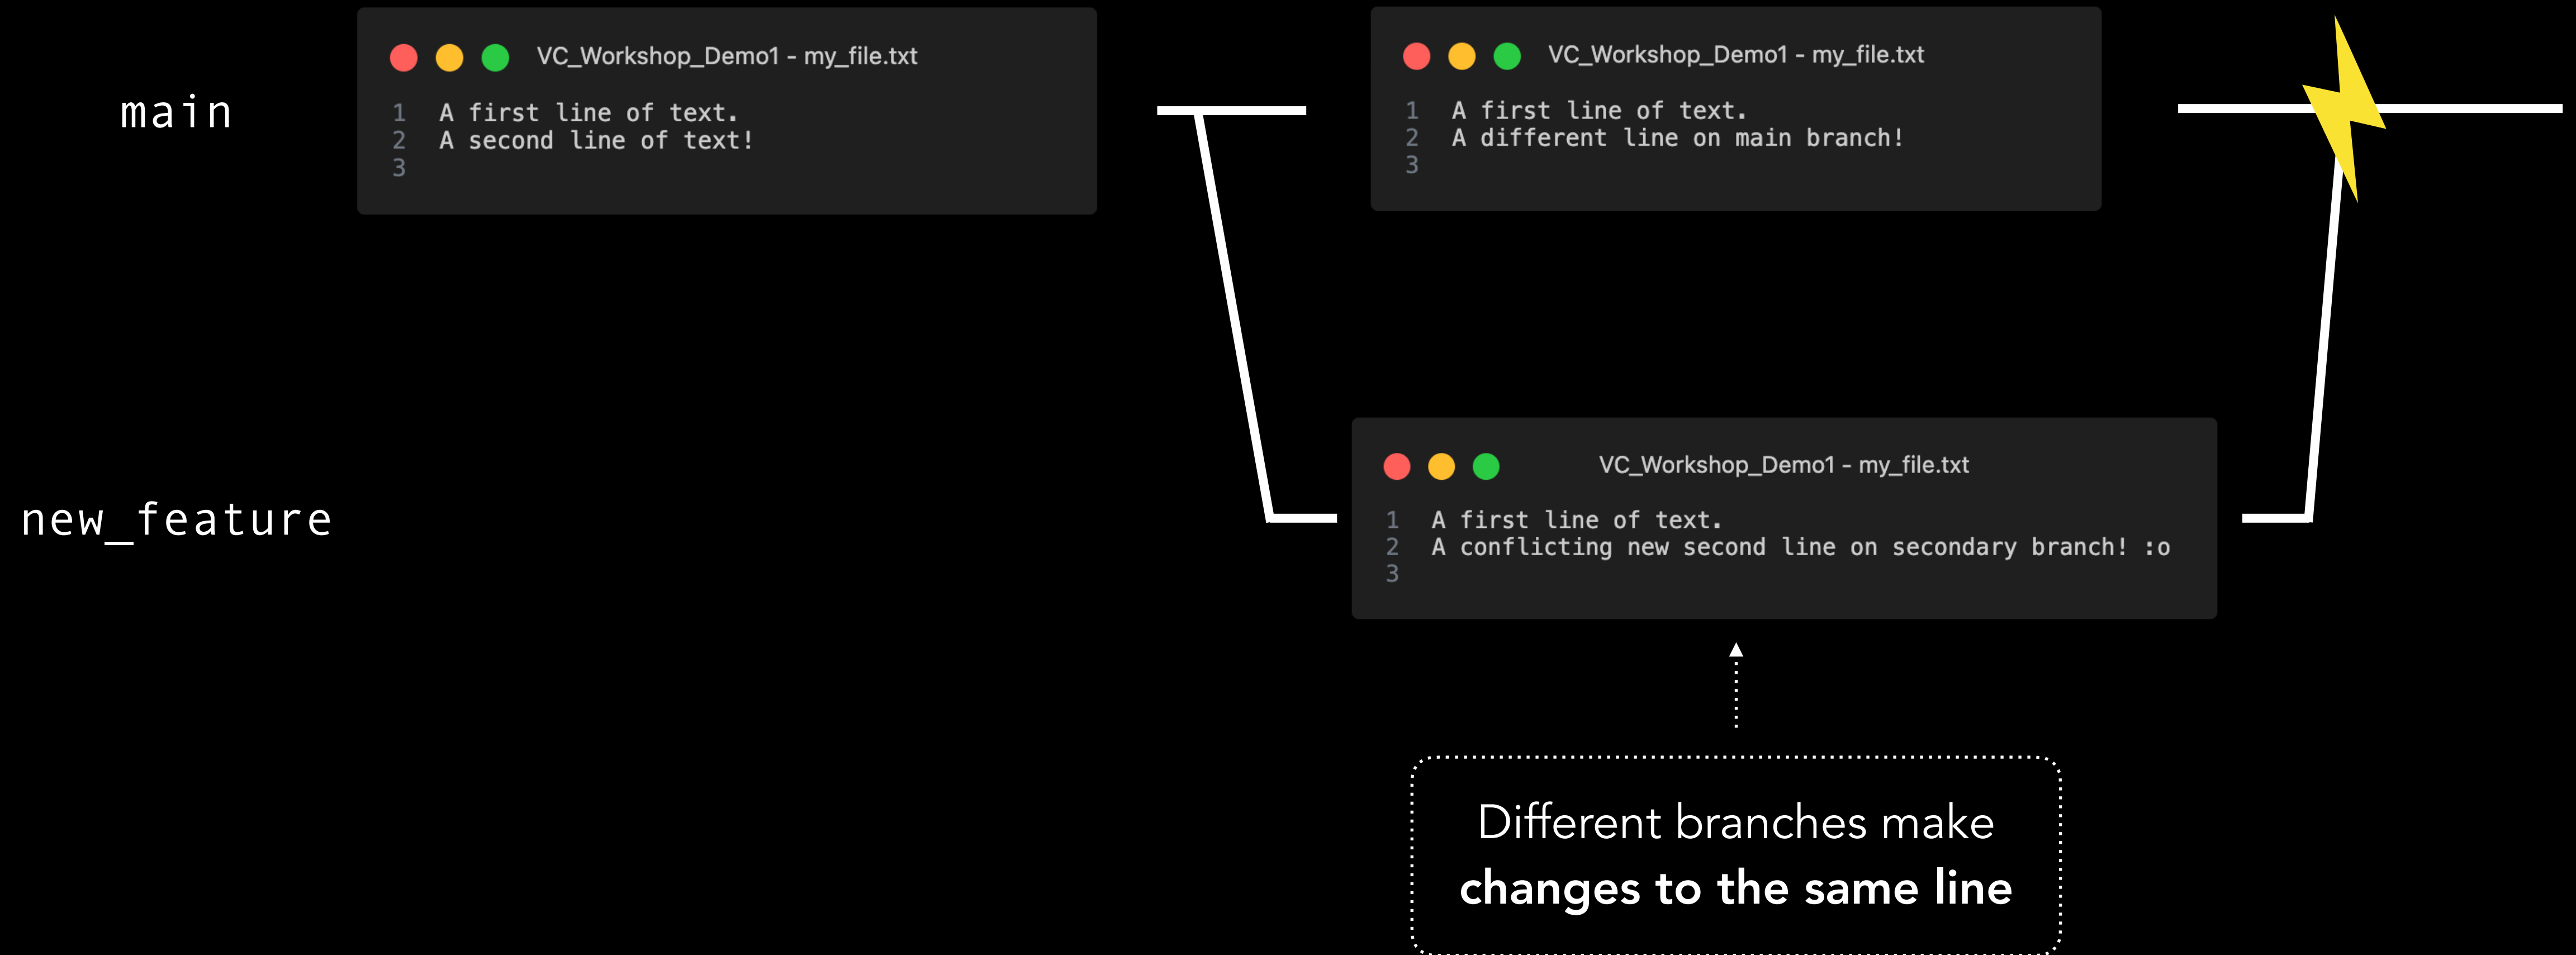 main
VC_Workshop_Demo1 - my_file.txt
1 A first line of text.
2 A second line of text!
3
VC_Workshop_Demo1 - my_file.txt
1 A first line of text.
2 A different line on main branch!
3
new_feature
VC_Workshop_Demo1 - my_file.txt
1 A first line of text.
2 A conflicting new second line on secondary branch! :o
3
Different branches make
changes to the same line